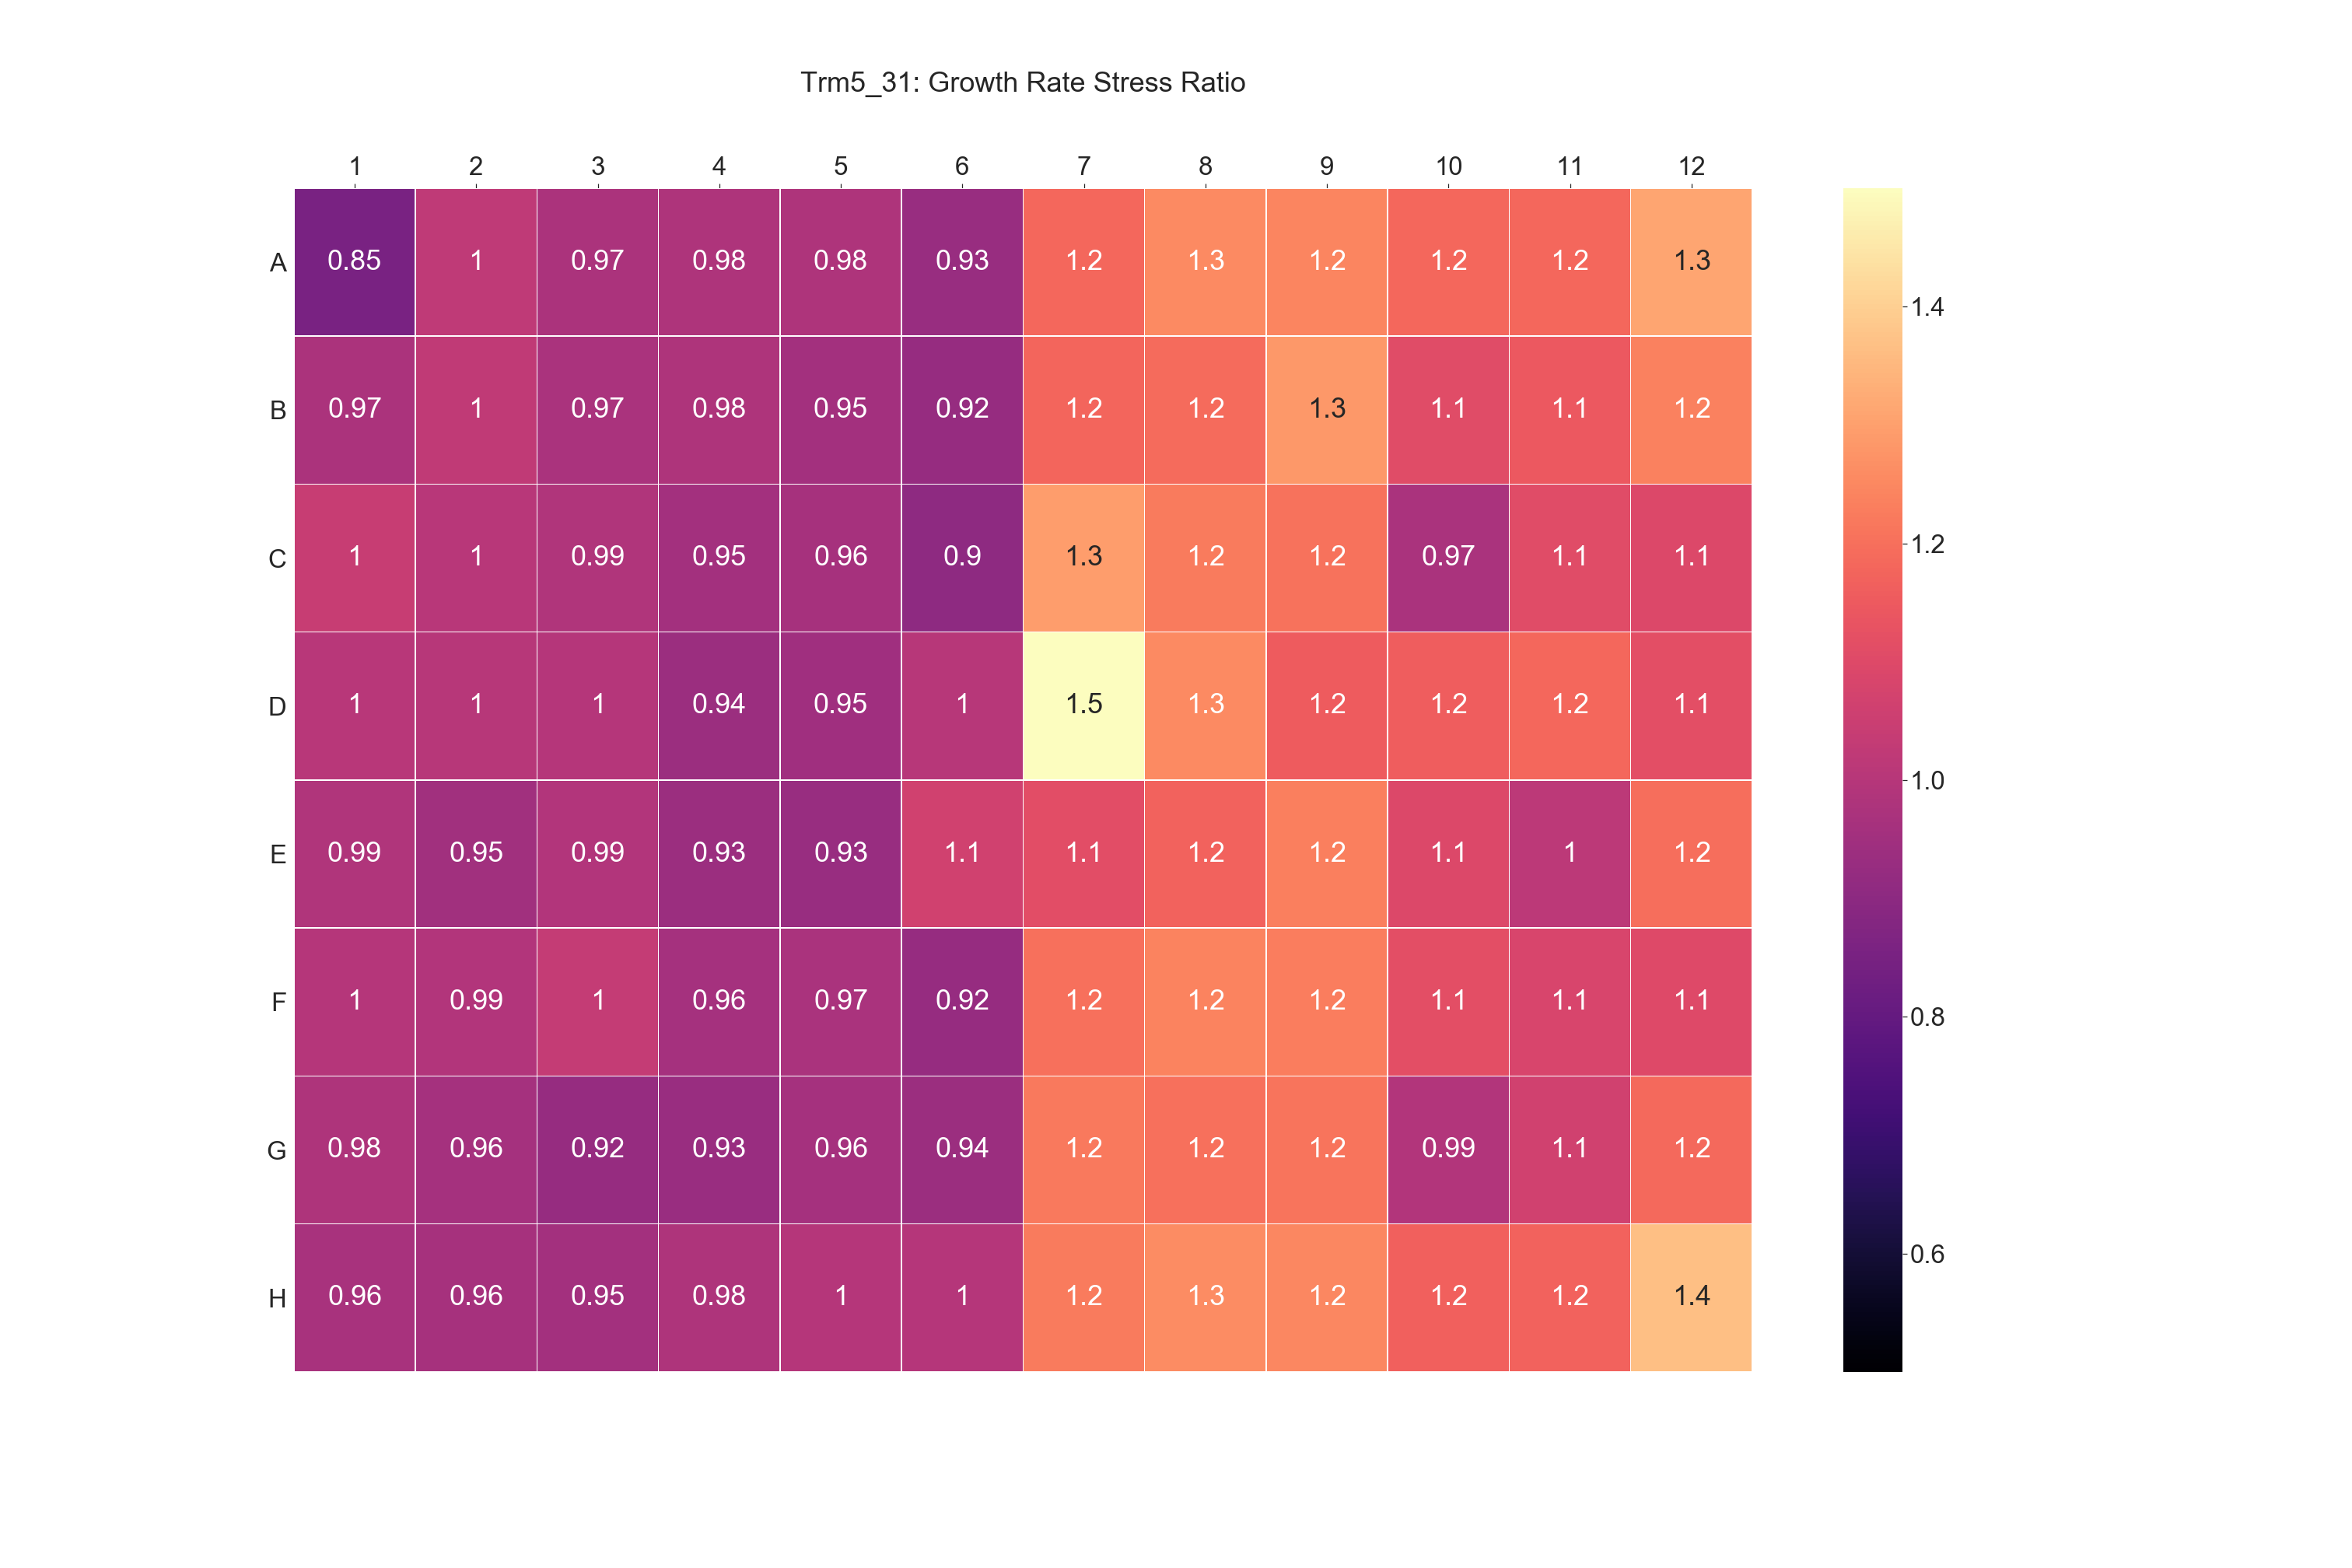 Trm5_31: Growth Rate Stress Ratio
1 2 3 4 5 6 7 8 9 10 11 12
A 0.85 1 0.97 0.98 0.98 0.93 1.2 1.3 1.2 1.2 1.2 1.3
1.4
B 0.97 1 0.97 0.98 0.95 0.92 1.2 1.2 1.3 1.1 1.1 1.2
1.2
C 1 1 0.99 0.95 0.96 0.9 1.3 1.2 1.2 0.97 1.1 1.1
D 1 1 1 0.94 0.95 1 1.5 1.3 1.2 1.2 1.2 1.1
1.0
E 0.99 0.95 0.99 0.93 0.93 1.1 1.1 1.2 1.2 1.1 1 1.2
F 1 0.99 1 0.96 0.97 0.92 1.2 1.2 1.2 1.1 1.1 1.1
0.8
G 0.98 0.96 0.92 0.93 0.96 0.94 1.2 1.2 1.2 0.99 1.1 1.2
0.6
H 0.96 0.96 0.95 0.98 1 1 1.2 1.3 1.2 1.2 1.2 1.4